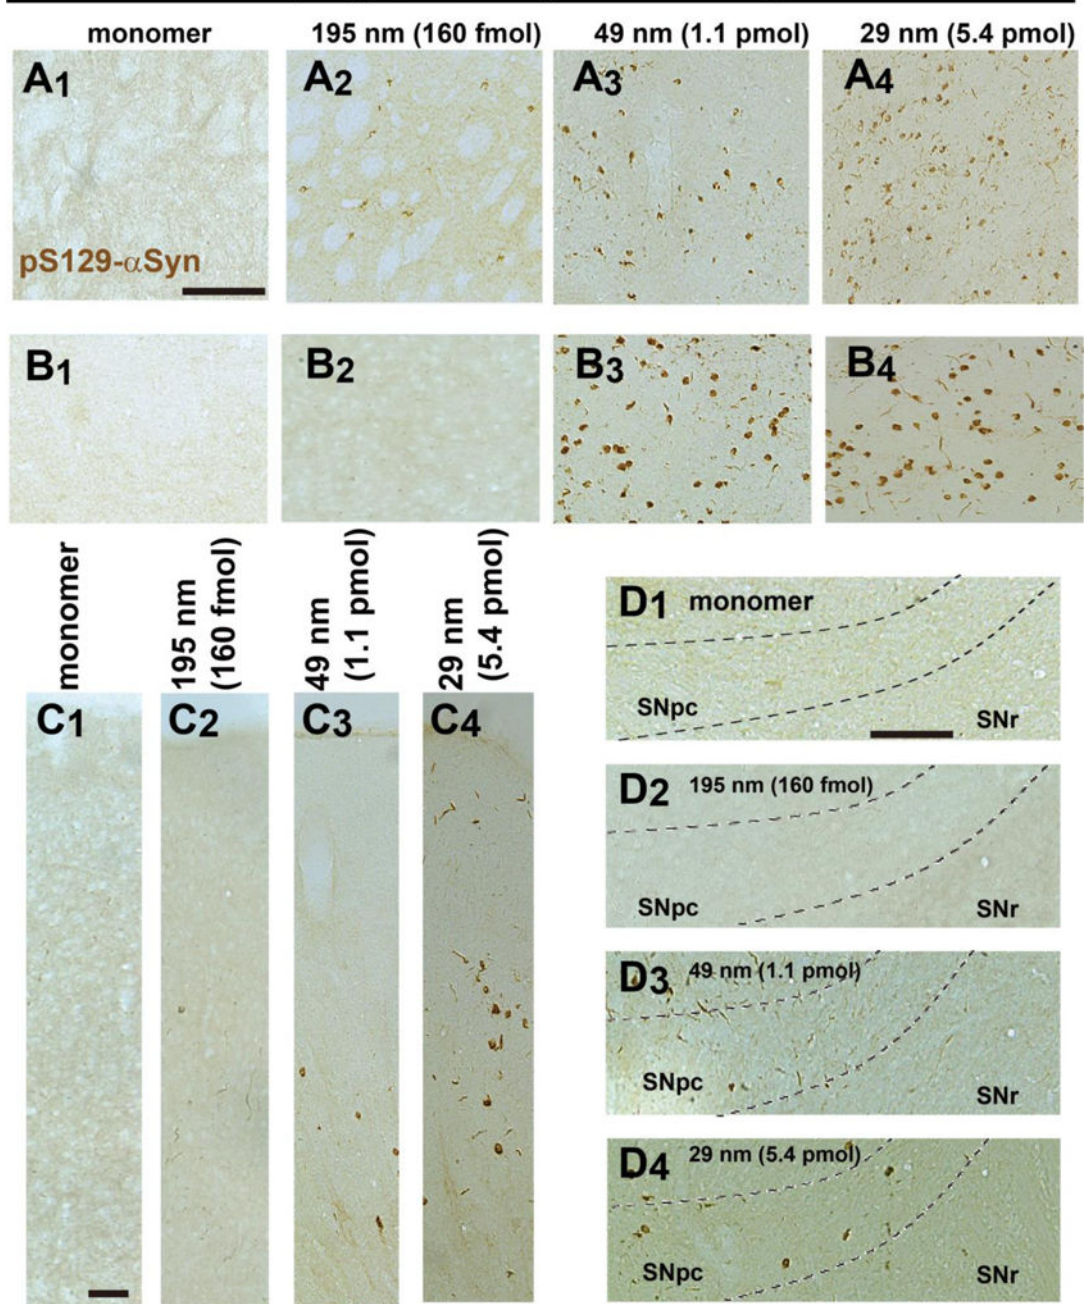 monomer 195 nm (160 fmol) 49 nm (1.1 pmol) 29 nm (5.4 pmol)
A1 A2 A3 A4
pS129-αSyn
B1 B2 B3 B4
monomer
195 nm
(160 fmol)
49 nm
(1.1 pmol)
29 nm
(5.4 pmol)
C1 C2 C3 C4
D1 monomer
SNpc SNr
D2 195 nm (160 fmol)
SNpc SNr
D3 49 nm (1.1 pmol)
SNpc SNr
D4 29 nm (5.4 pmol)
SNpc SNr